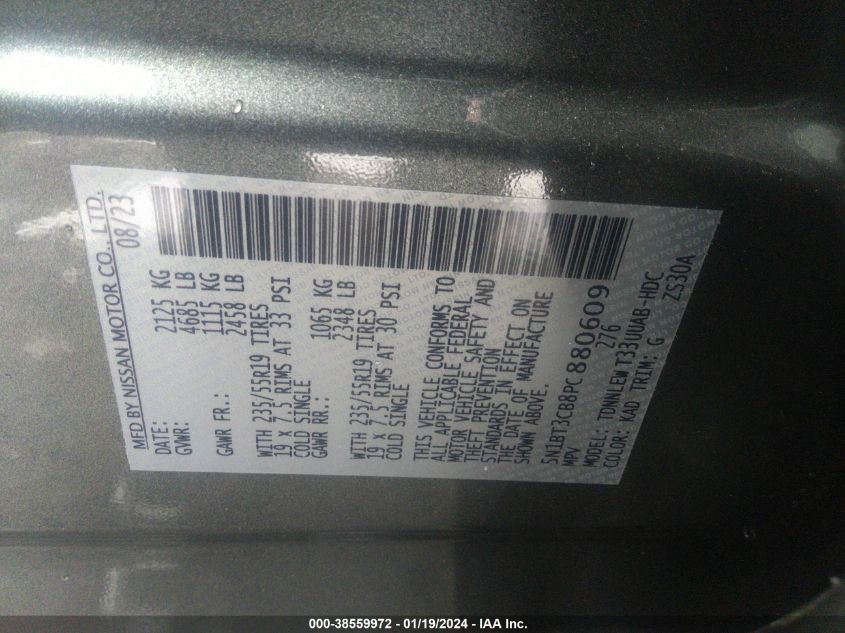 MFD BY NISSAN MOTOR CO., LTD.
DATE: 08/23
GVWR: 2125 KG
4685 LB
GAWR FR.: 1115 KG
2458 LB
WITH 235/55R19 TIRES
19 x 7.5 RIMS AT 33 PSI
COLD SINGLE
GAWR RR.: 1065 KG
2348 LB
WITH 235/55R19 TIRES
19 x 7.5 RIMS AT 30 PSI
COLD SINGLE
THIS VEHICLE CONFORMS TO
ALL APPLICABLE FEDERAL
MOTOR VEHICLE SAFETY AND
THEFT PREVENTION
STANDARDS IN EFFECT ON
THE DATE OF MANUFACTURE
SHOWN ABOVE.
5N1BT3CB8PC880609
MPV 276
MODEL: TDWNLEW T33UUAB-HDC
COLOR: KAD TRIM: G ZS30A
000-38559972 - 01/19/2024 - IAA Inc.